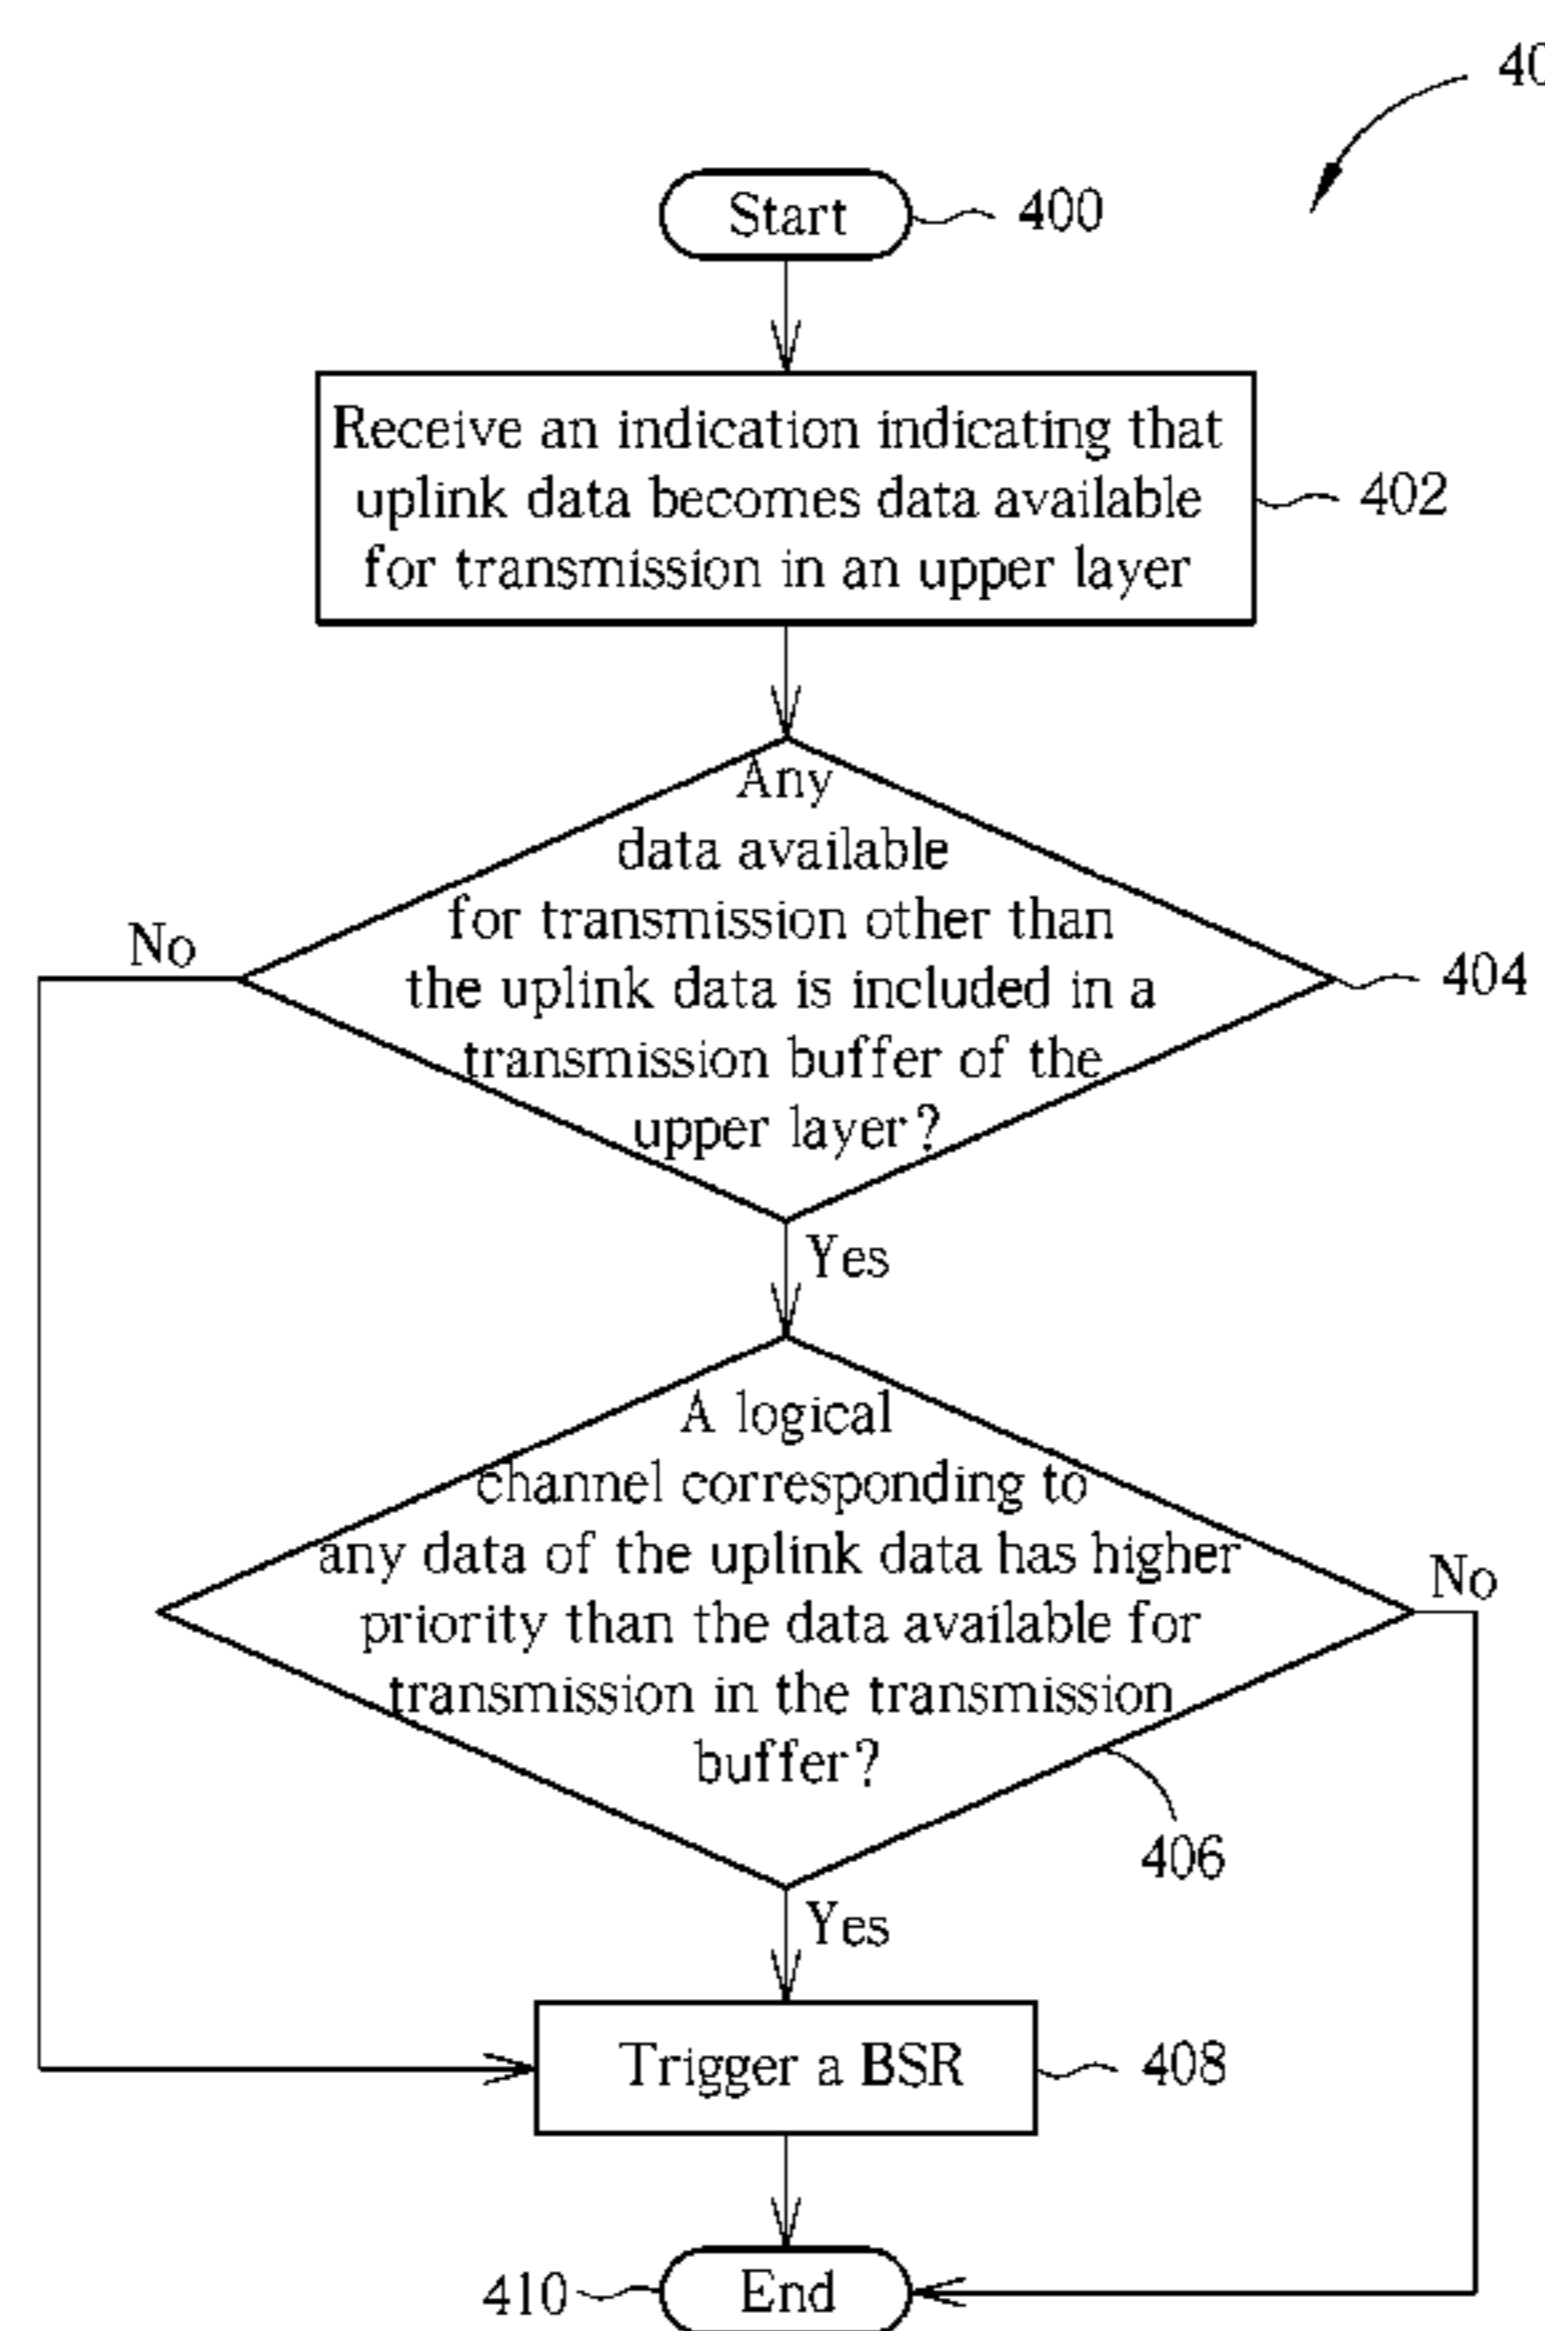 40
Start
400
Receive an indication indicating that
uplink data becomes data available
for transmission in an upper layer
402
Any
data available
for transmission other than
the uplink data is included in a
transmission buffer of the
upper layer?
404
No
Yes
A logical
channel corresponding to
any data of the uplink data has higher
priority than the data available for
transmission in the transmission
buffer?
No
406
Yes
Trigger a BSR
408
410
End